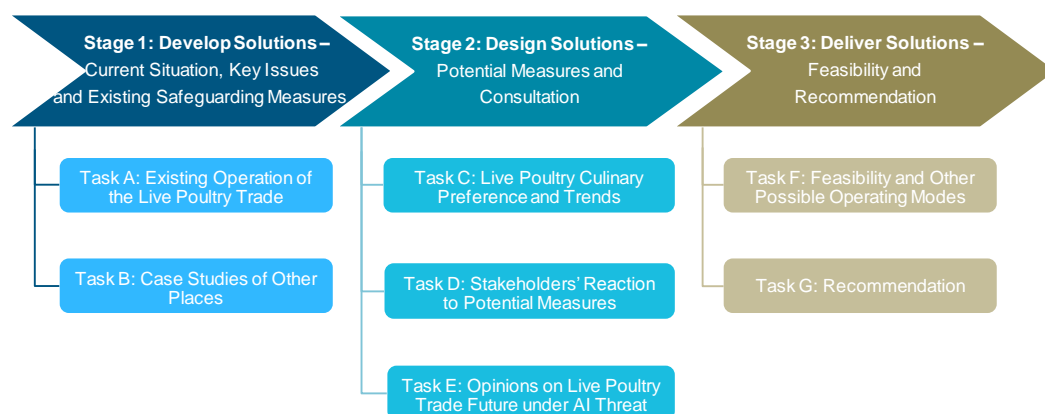 Stage 1: Develop Solutions –
Current Situation, Key Issues
and Existing Safeguarding Measures
Stage 2: Design Solutions –
Potential Measures and
Consultation
Stage 3: Deliver Solutions –
Feasibility and
Recommendation
Task A: Existing Operation of
the Live Poultry Trade
Task B: Case Studies of Other
Places
Task C: Live Poultry Culinary
Preference and Trends
Task D: Stakeholders' Reaction
to Potential Measures
Task E: Opinions on Live Poultry
Trade Future under AI Threat
Task F: Feasibility and Other
Possible Operating Modes
Task G: Recommendation